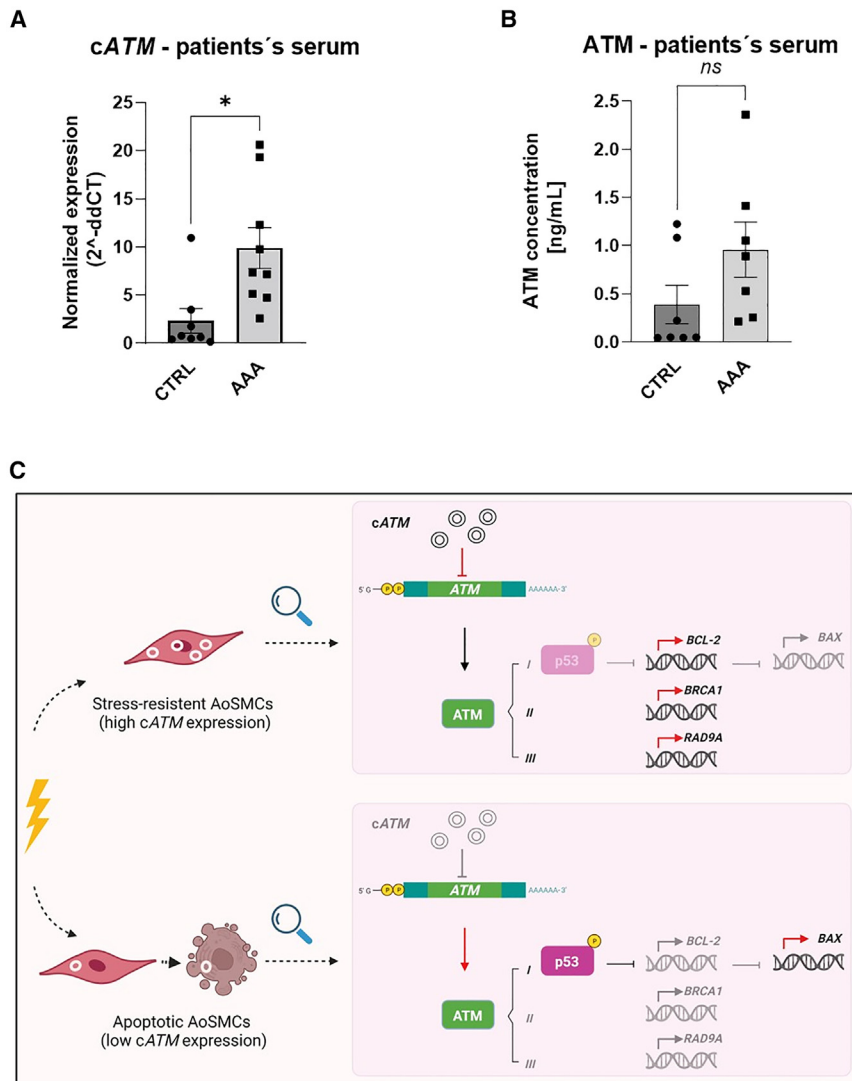 A
cATM - patients´s serum
*
Normalized expression
(2^-ddCT)
25
20
15
10
5
0
CTRL
AAA
B
ATM - patients´s serum
ns
ATM concentration
[ng/mL]
2.5
2.0
1.5
1.0
0.5
0.0
CTRL
AAA
C
cATM
5' G
P
P
ATM
AAAAAA-3'
Stress-resistent AoSMCs
(high cATM expression)
ATM
I
II
III
p53
P
BCL-2
BAX
BRCA1
RAD9A
cATM
5' G
P
P
ATM
AAAAAA-3'
Apoptotic AoSMCs
(low cATM expression)
ATM
I
II
III
p53
P
BCL-2
BAX
BRCA1
RAD9A